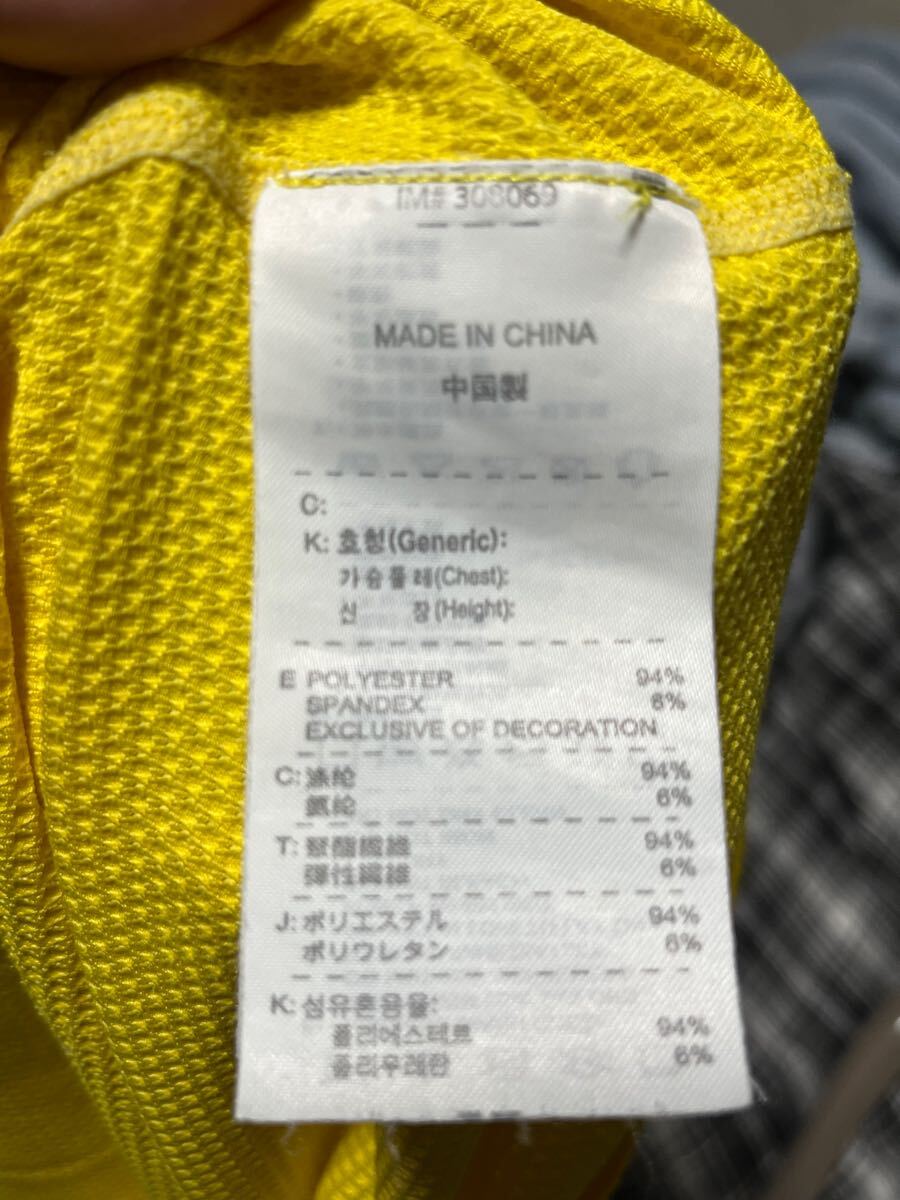 IM# 308069
MADE IN CHINA
中国製
C:
K: 호칭(Generic):
가슴둘레(Chest):
신 장(Height):
E POLYESTER 94%
SPANDEX 6%
EXCLUSIVE OF DECORATION
C: 涤纶 94%
氨纶 6%
T: 聚酯纖維 94%
彈性纖維 6%
J: ポリエステル 94%
ポリウレタン 6%
K: 섬유혼용율:
폴리에스테르 94%
폴리우레탄 6%